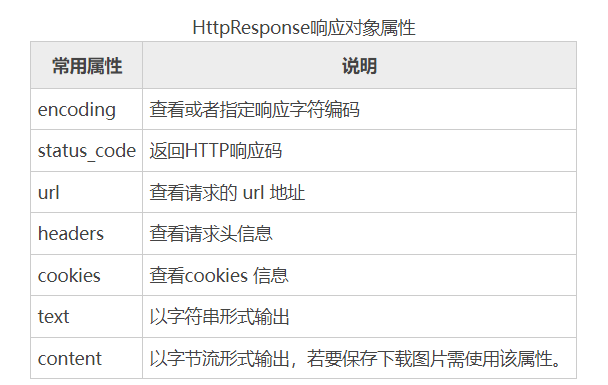 HttpResponse响应对象属性
常用属性 说明
encoding 查看或者指定响应字符编码
status_code 返回HTTP响应码
url 查看请求的 url 地址
headers 查看请求头信息
cookies 查看cookies 信息
text 以字符串形式输出
content 以字节流形式输出，若要保存下载图片需使用该属性。